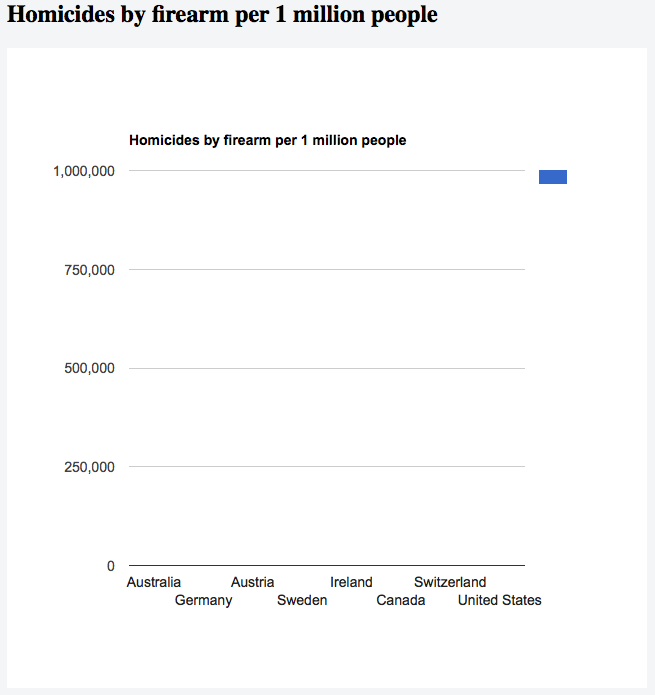 Homicides by firearm per 1 million people
Homicides by firearm per 1 million people
1,000,000
750,000
500,000
250,000
0
Australia Austria Ireland Switzerland
Germany Sweden Canada United States